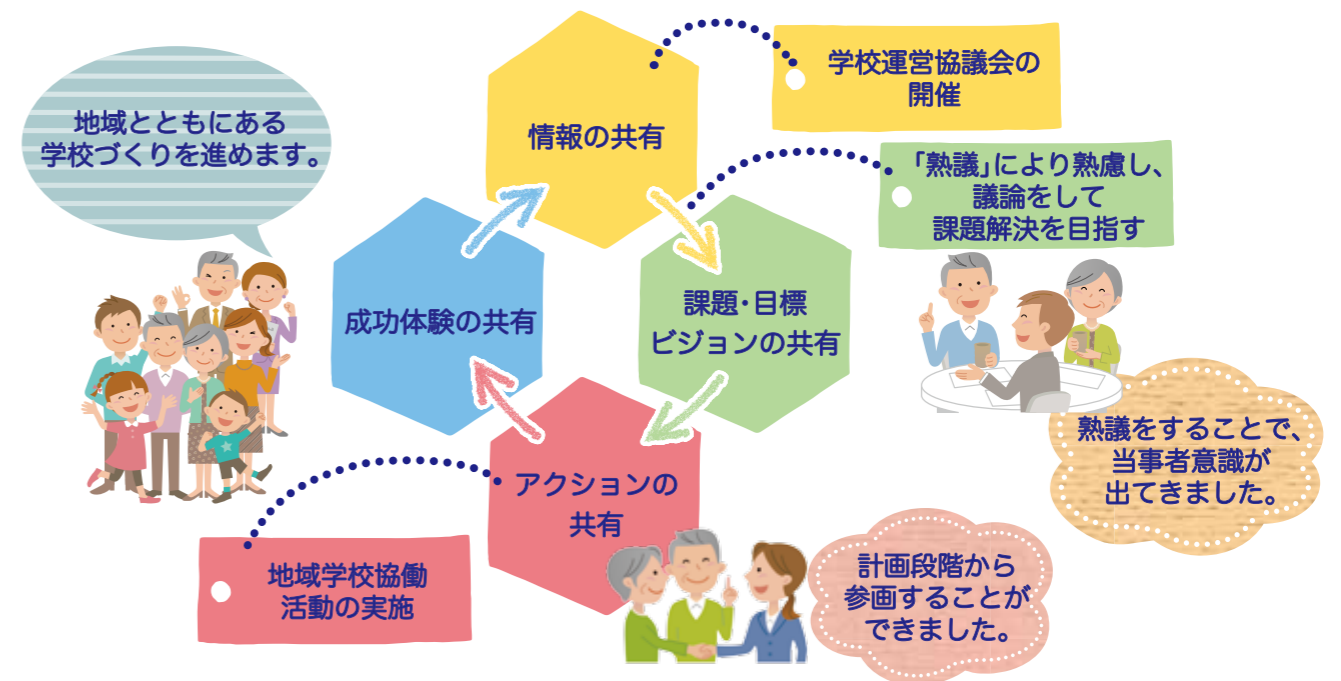 地域とともにある
学校づくりを進めます。
情報の共有
学校運営協議会の
開催
「熟議」により熟慮し、
議論をして
課題解決を目指す
課題・目標
ビジョンの共有
成功体験の共有
熟議をすることで、
当事者意識が
出てきました。
アクションの
共有
地域学校協働
活動の実施
計画段階から
参画することが
できました。